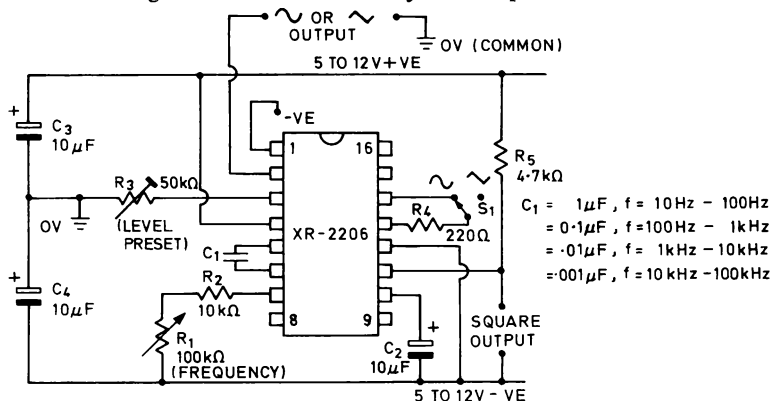 OR
OUTPUT
0V (COMMON)
5 TO 12V+VE
-VE
+
C3
10μF
1
16
R5
4·7kΩ
R3
50kΩ
0V
(LEVEL
PRESET)
XR-2206
R4
220Ω
S1
C1 = 1μF, f = 10Hz - 100Hz
= 0·1μF, f = 100Hz - 1kHz
= ·01μF, f = 1kHz - 10kHz
= ·001μF, f = 10kHz - 100kHz
C1
+
C4
10μF
R2
10kΩ
8
9
R1
100kΩ
(FREQUENCY)
+
C2
10μF
SQUARE
OUTPUT
5 TO 12V - VE